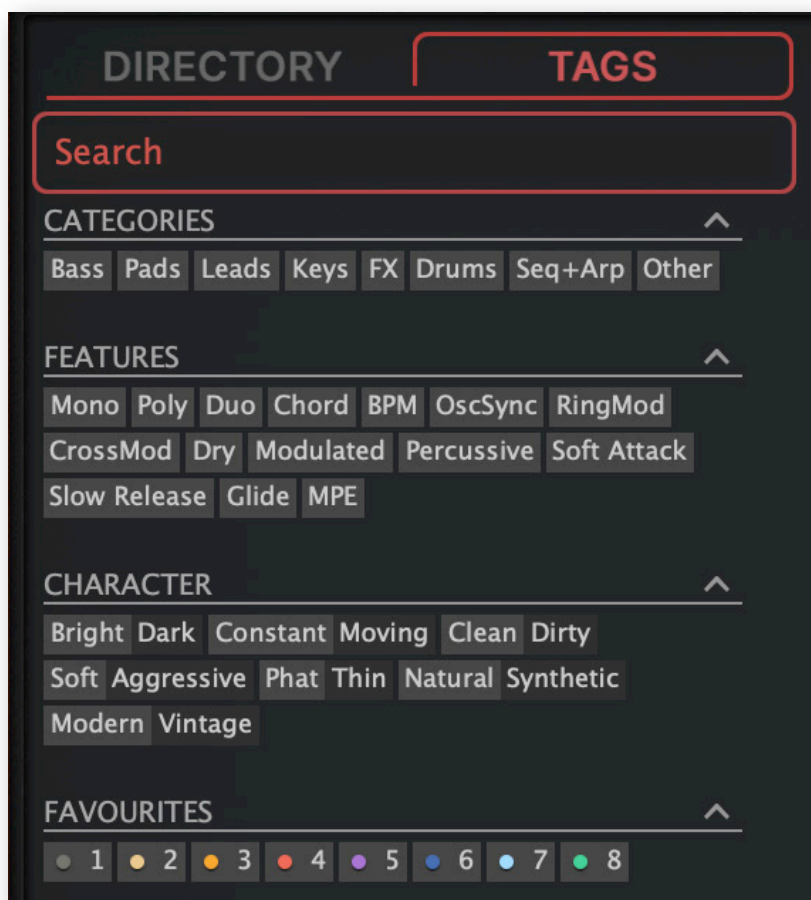 DIRECTORY TAGS
Search
CATEGORIES
Bass Pads Leads Keys FX Drums Seq+Arp Other
FEATURES
Mono Poly Duo Chord BPM OscSync RingMod
CrossMod Dry Modulated Percussive Soft Attack
Slow Release Glide MPE
CHARACTER
Bright Dark Constant Moving Clean Dirty
Soft Aggressive Phat Thin Natural Synthetic
Modern Vintage
FAVOURITES
1 2 3 4 5 6 7 8